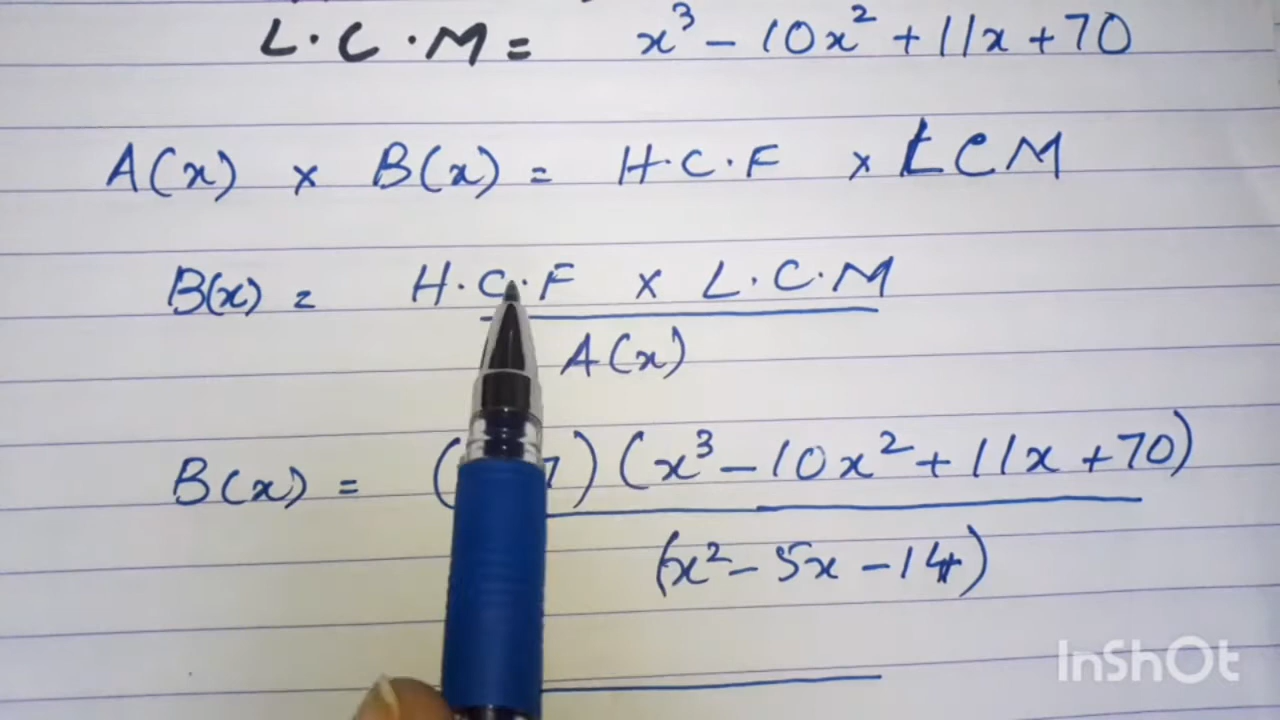 L.C.M = x³ - 10x² + 11x + 70
A(x) × B(x) = H.C.F × LCM
B(x) = H.C.F × L.C.M
A(x)
B(x) = ( 7) (x³ - 10x² + 11x + 70)
(x² - 5x - 14)
InShOt